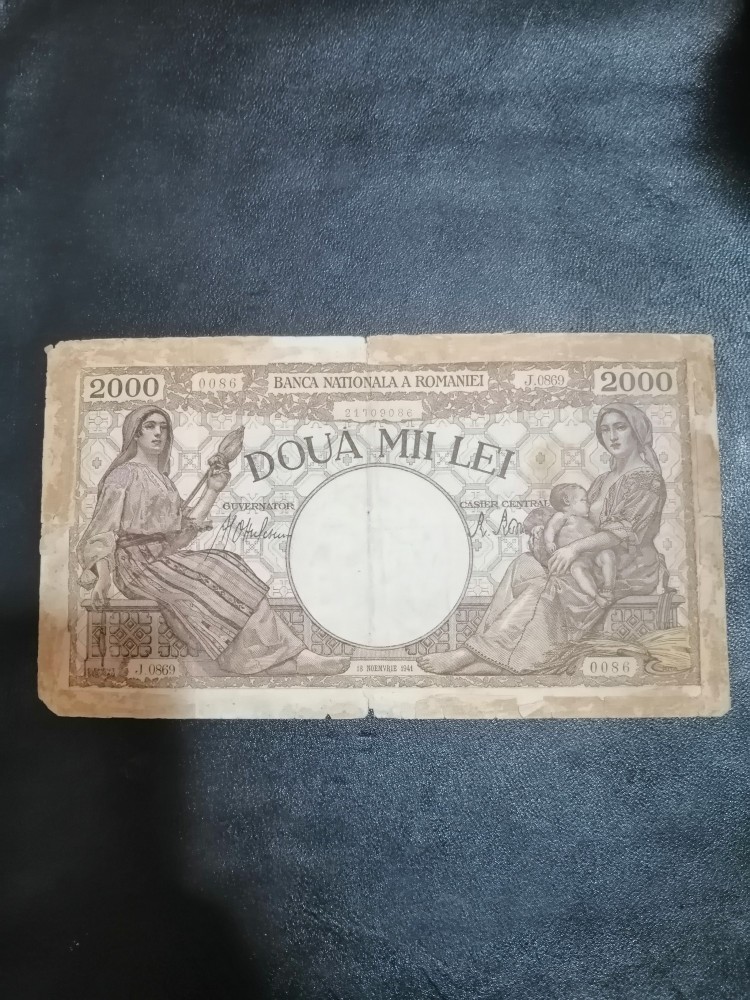 2000 0086 BANCA NATIONALA A ROMANIEI J.0869 2000
21709086
DOUĂ MII LEI
GUVERNATOR CASIER CENTRAL
J.0869 18 NOEMVRIE 1941 0086